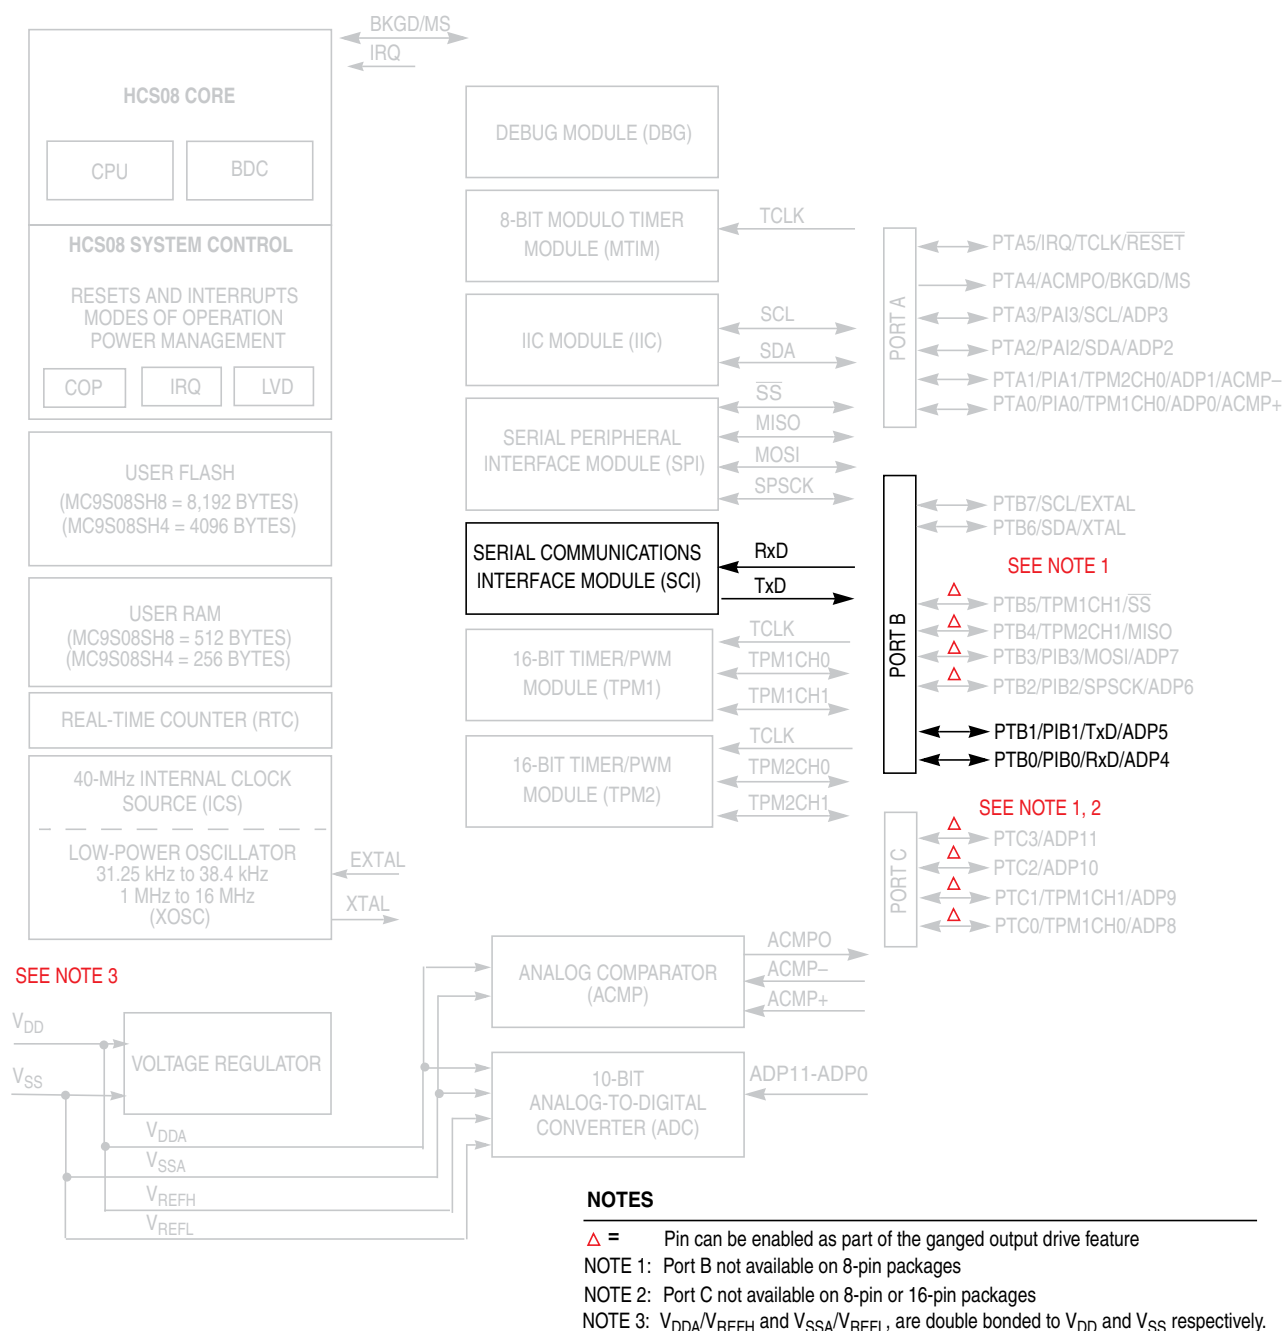 BKGD/MS
IRQ
HCS08 CORE
CPU
BDC
HCS08 SYSTEM CONTROL
RESETS AND INTERRUPTS
MODES OF OPERATION
POWER MANAGEMENT
COP
IRQ
LVD
USER FLASH
(MC9S08SH8 = 8,192 BYTES)
(MC9S08SH4 = 4096 BYTES)
USER RAM
(MC9S08SH8 = 512 BYTES)
(MC9S08SH4 = 256 BYTES)
REAL-TIME COUNTER (RTC)
40-MHz INTERNAL CLOCK
SOURCE (ICS)
LOW-POWER OSCILLATOR
31.25 kHz to 38.4 kHz
1 MHz to 16 MHz
(XOSC)
EXTAL
XTAL
SEE NOTE 3
VDD
VSS
VOLTAGE REGULATOR
VDDA
VSSA
VREFH
VREFL
DEBUG MODULE (DBG)
8-BIT MODULO TIMER
MODULE (MTIM)
TCLK
IIC MODULE (IIC)
SCL
SDA
SERIAL PERIPHERAL
INTERFACE MODULE (SPI)
SS
MISO
MOSI
SPSCK
SERIAL COMMUNICATIONS
INTERFACE MODULE (SCI)
RxD
TxD
16-BIT TIMER/PWM
MODULE (TPM1)
TCLK
TPM1CH0
TPM1CH1
16-BIT TIMER/PWM
MODULE (TPM2)
TCLK
TPM2CH0
TPM2CH1
ANALOG COMPARATOR
(ACMP)
ACMPO
ACMP–
ACMP+
10-BIT
ANALOG-TO-DIGITAL
CONVERTER (ADC)
ADP11-ADP0
PORT A
PTA5/IRQ/TCLK/RESET
PTA4/ACMPO/BKGD/MS
PTA3/PAI3/SCL/ADP3
PTA2/PAI2/SDA/ADP2
PTA1/PIA1/TPM2CH0/ADP1/ACMP–
PTA0/PIA0/TPM1CH0/ADP0/ACMP+
PORT B
PTB7/SCL/EXTAL
PTB6/SDA/XTAL
SEE NOTE 1
PTB5/TPM1CH1/SS
PTB4/TPM2CH1/MISO
PTB3/PIB3/MOSI/ADP7
PTB2/PIB2/SPSCK/ADP6
PTB1/PIB1/TxD/ADP5
PTB0/PIB0/RxD/ADP4
SEE NOTE 1, 2
PORT C
PTC3/ADP11
PTC2/ADP10
PTC1/TPM1CH1/ADP9
PTC0/TPM1CH0/ADP8
NOTES
Δ = Pin can be enabled as part of the ganged output drive feature
NOTE 1: Port B not available on 8-pin packages
NOTE 2: Port C not available on 8-pin or 16-pin packages
NOTE 3: VDDA/VREFH and VSSA/VREFL, are double bonded to VDD and VSS respectively.